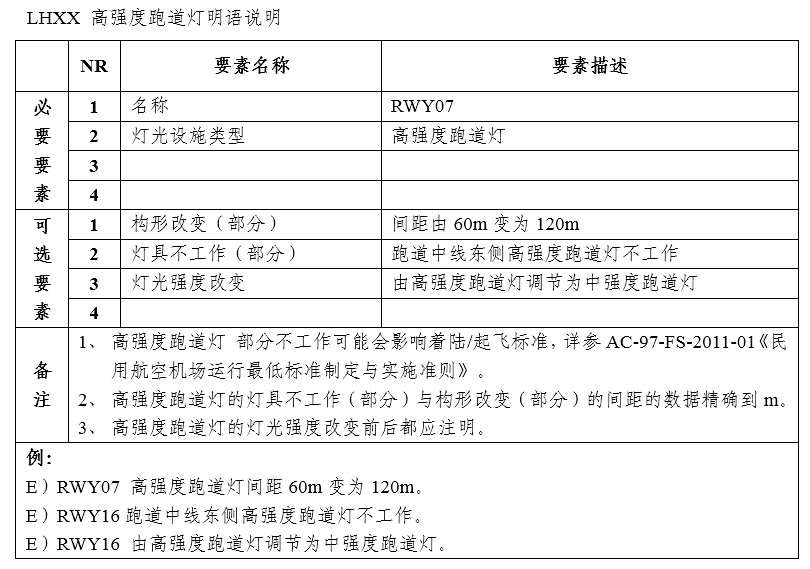 LHXX 高强度跑道灯明语说明
NR 要素名称 要素描述
必要要素
1 名称 RWY07
2 灯光设施类型 高强度跑道灯
3
4
可选要素
1 构形改变（部分） 间距由 60m 变为 120m
2 灯具不工作（部分） 跑道中线东侧高强度跑道灯不工作
3 灯光强度改变 由高强度跑道灯调节为中强度跑道灯
4
备注
1、 高强度跑道灯 部分不工作可能会影响着陆/起飞标准，详参 AC-97-FS-2011-01《民
用航空机场运行最低标准制定与实施准则》。
2、 高强度跑道灯的灯具不工作（部分）与构形改变（部分）的间距的数据精确到 m。
3、 高强度跑道灯的灯光强度改变前后都应注明。
例：
E）RWY07 高强度跑道灯间距 60m 变为 120m。
E）RWY16 跑道中线东侧高强度跑道灯不工作。
E）RWY16 由高强度跑道灯调节为中强度跑道灯。